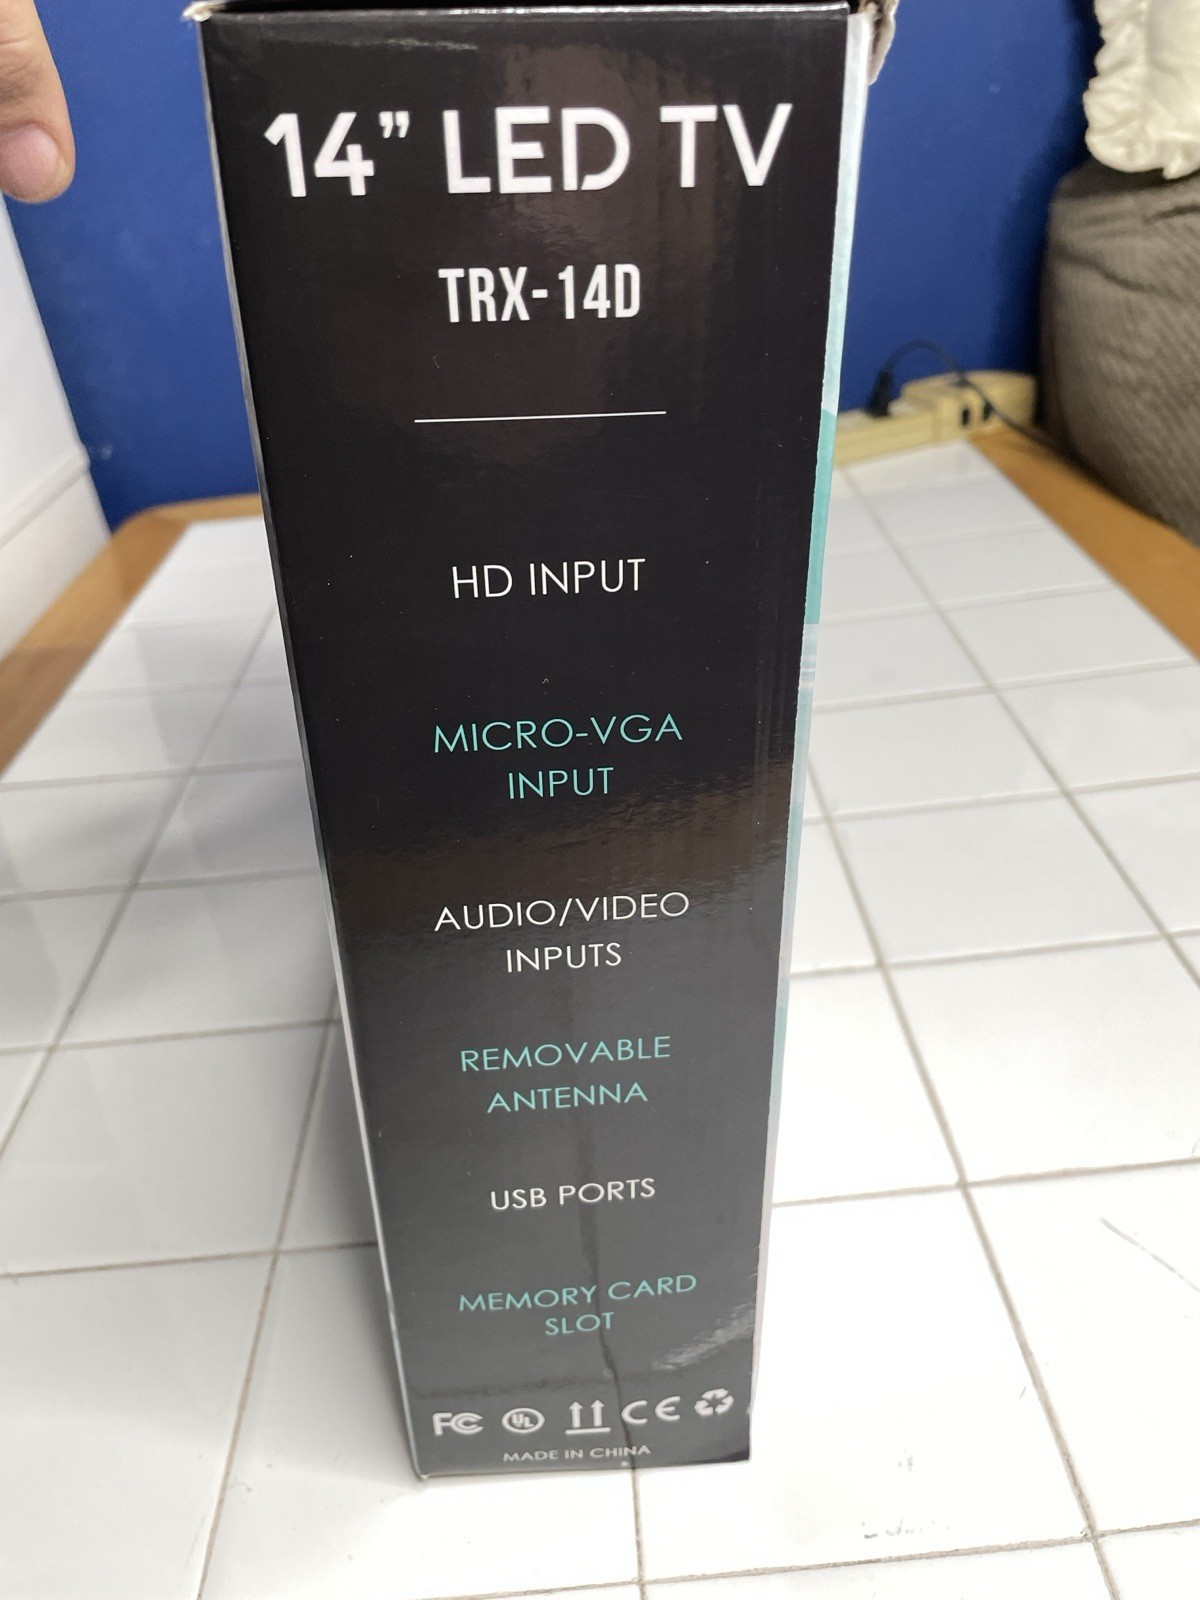 14” LED TV
TRX-14D
HD INPUT
MICRO-VGA
INPUT
AUDIO/VIDEO
INPUTS
REMOVABLE
ANTENNA
USB PORTS
MEMORY CARD
SLOT
FC UL CE
MADE IN CHINA